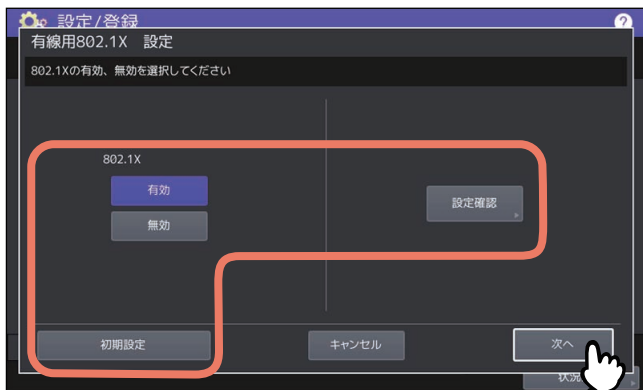 設定/登録
?
有線用802.1X 設定
802.1Xの有効、無効を選択してください
802.1X
有効
無効
設定確認
初期設定
キャンセル
次へ
状況